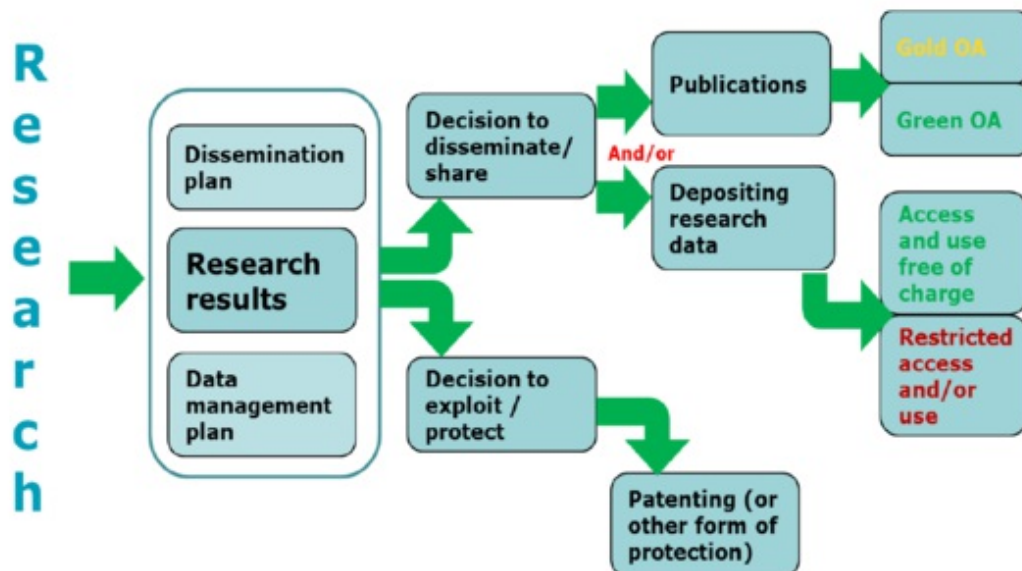 Research
Dissemination
plan
Research
results
Data
management
plan
Decision to
disseminate/
share
Decision to
exploit /
protect
And/or
Publications
Depositing
research
data
Patenting (or
other form of
protection)
Gold OA
Green OA
Access
and use
free of
charge
Restricted
access
and/or
use